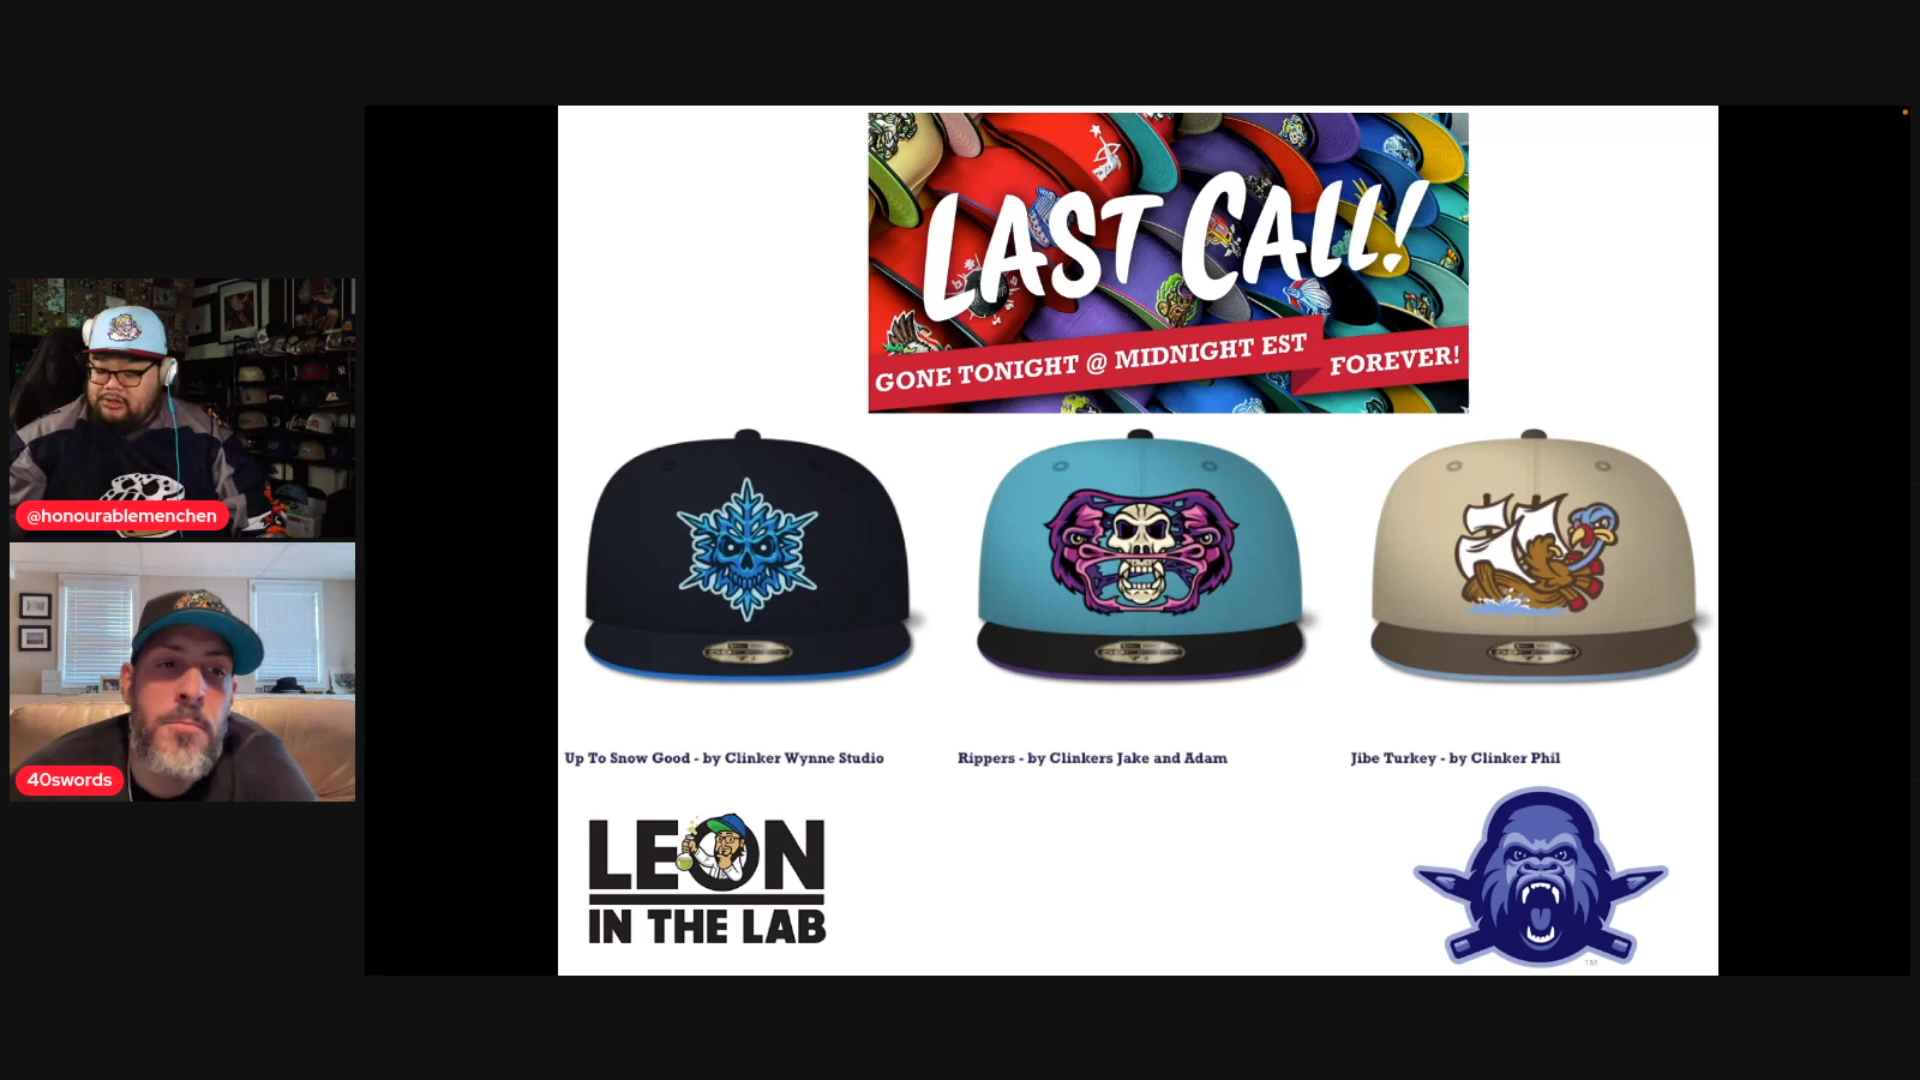 LAST CALL!
GONE TONIGHT @ MIDNIGHT EST
FOREVER!
@honourablemenchen
40swords
Up To Snow Good - by Clinker Wynne Studio
Rippers - by Clinkers Jake and Adam
Jibe Turkey - by Clinker Phil
LEON
IN THE LAB
TM